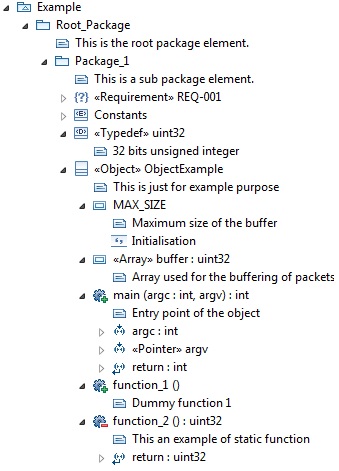 Example
Root_Package
This is the root package element.
Package_1
This is a sub package element.
{?} «Requirement» REQ-001
<E> Constants
<D> «Typedef» uint32
32 bits unsigned integer
«Object» ObjectExample
This is just for example purpose
MAX_SIZE
Maximum size of the buffer
Initialisation
«Array» buffer : uint32
Array used for the buffering of packets
main (argc : int, argv) : int
Entry point of the object
argc : int
«Pointer» argv
return : int
function_1 ()
Dummy function 1
function_2 () : uint32
This an example of static function
return : uint32